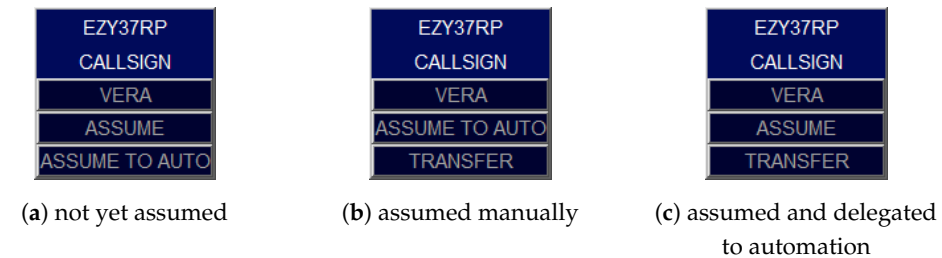 EZY37RP
CALLSIGN
VERA
ASSUME
ASSUME TO AUTO
(a) not yet assumed
EZY37RP
CALLSIGN
VERA
ASSUME TO AUTO
TRANSFER
(b) assumed manually
EZY37RP
CALLSIGN
VERA
ASSUME
TRANSFER
(c) assumed and delegated
to automation